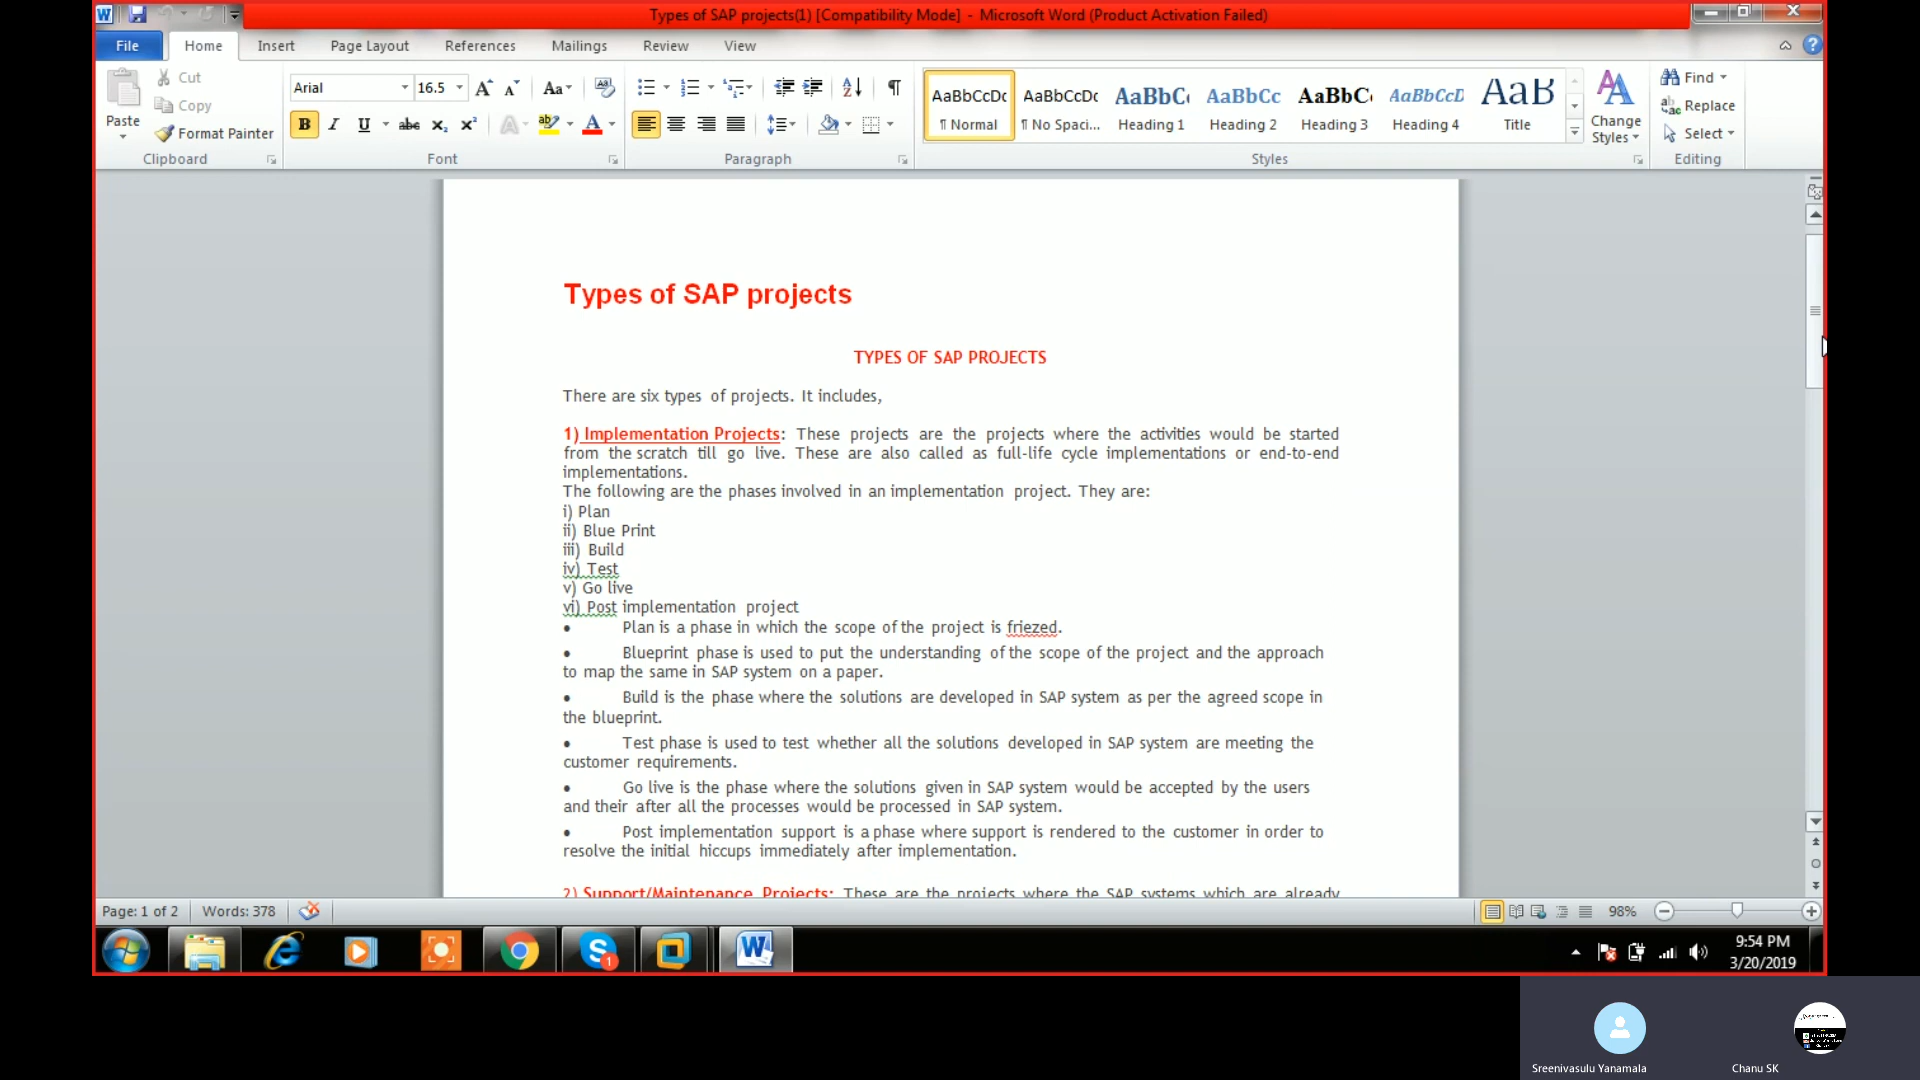 Types of SAP projects(1) [Compatibility Mode] - Microsoft Word (Product Activation Failed)
File Home Insert Page Layout References Mailings Review View
Paste
Cut
Copy
Format Painter
Clipboard
Arial 16.5
Font
Paragraph
AaBbCcDc AaBbCcDc AaBbC AaBbCc AaBbC AaBbCcD AaB
¶ Normal ¶ No Spaci... Heading 1 Heading 2 Heading 3 Heading 4 Title
Change
Styles
Styles
Find
Replace
Select
Editing
Types of SAP projects
TYPES OF SAP PROJECTS
There are six types of projects. It includes,
1) Implementation Projects: These projects are the projects where the activities would be started
from the scratch till go live. These are also called as full-life cycle implementations or end-to-end
implementations.
The following are the phases involved in an implementation project. They are:
i) Plan
ii) Blue Print
iii) Build
iv) Test
v) Go live
vi) Post implementation project
• Plan is a phase in which the scope of the project is friezed.
• Blueprint phase is used to put the understanding of the scope of the project and the approach
to map the same in SAP system on a paper.
• Build is the phase where the solutions are developed in SAP system as per the agreed scope in
the blueprint.
• Test phase is used to test whether all the solutions developed in SAP system are meeting the
customer requirements.
• Go live is the phase where the solutions given in SAP system would be accepted by the users
and their after all the processes would be processed in SAP system.
• Post implementation support is a phase where support is rendered to the customer in order to
resolve the initial hiccups immediately after implementation.
2) Support/Maintenance Projects: These are the projects where the SAP systems which are already
Page: 1 of 2 Words: 378 98%
9:54 PM
3/20/2019
Sreenivasulu Yanamala Chanu SK